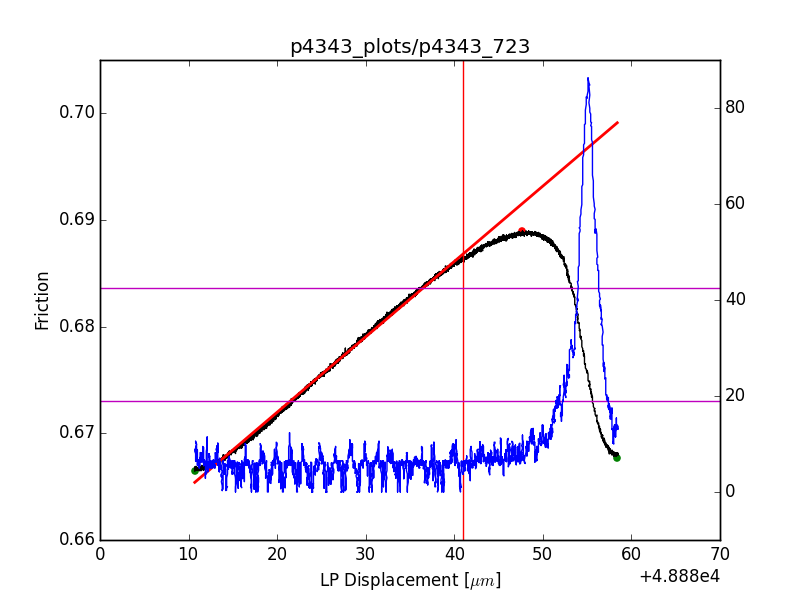 p4343_plots/p4343_723
0.70
0.69
0.68
0.67
0.66
Friction
80
60
40
20
0
0 10 20 30 40 50 60 70
LP Displacement [μm]
+4.888e4